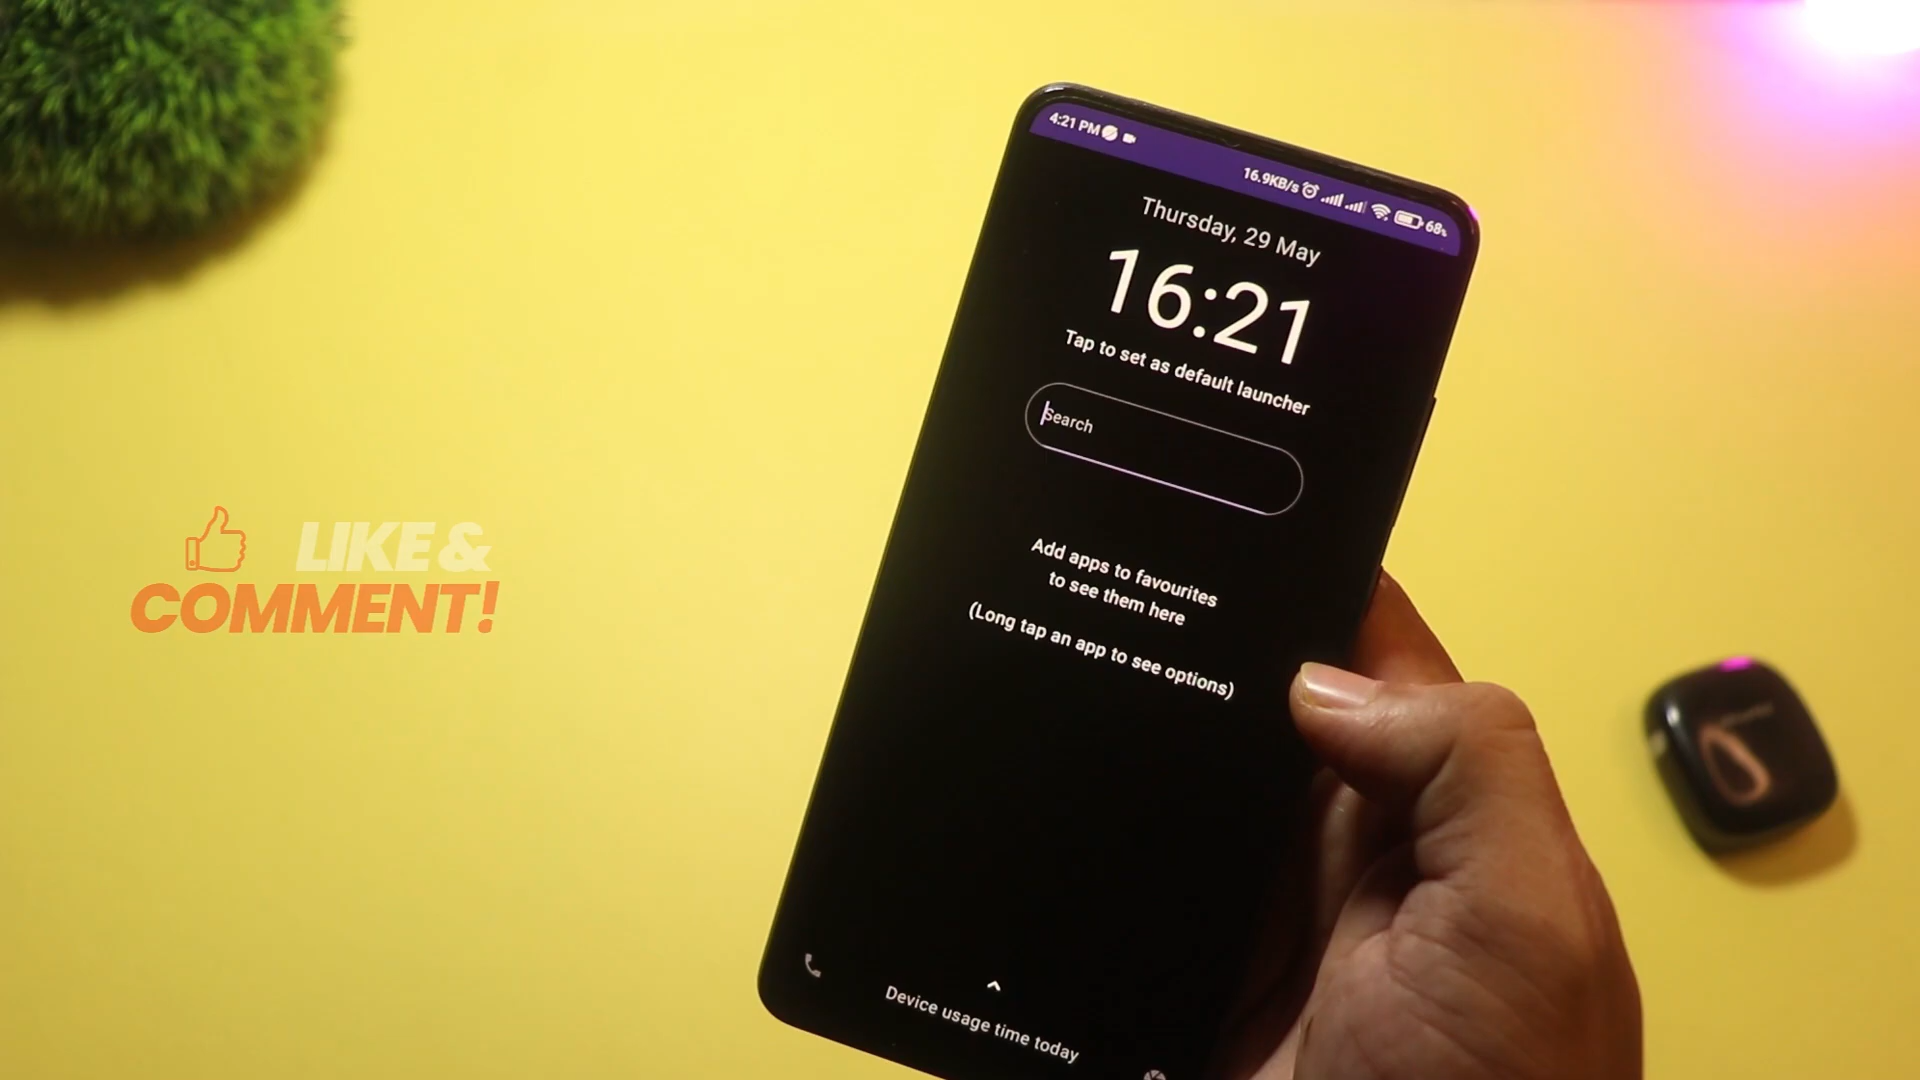 4:21 PM
16.9KB/s 68%
Thursday, 29 May
16:21
Tap to set as default launcher
Search
Add apps to favourites
to see them here
(Long tap an app to see options)
LIKE &
COMMENT!
Device usage time today